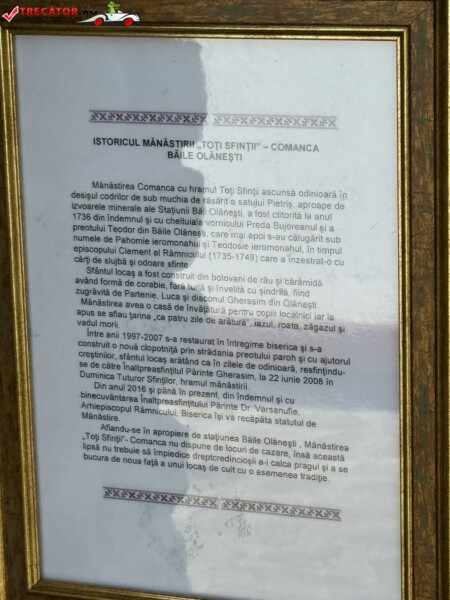 TRECĂTOR.RO
ISTORICUL MĂNĂSTIRII „TOŢI SFINŢII” – COMANCA
BĂILE OLĂNEŞTI
Mănăstirea Comanca cu hramul Toţi Sfinţii ascunsă odinioară în
desişul codrilor de sub muchia de răsărit a satului Pietriş, aproape de
izvoarele minerale ale Staţiunii Băli Olăneşti, a fost ctitorită la anul
1736 din îndemnul şi cu cheltuiala vornicului Preda Bujoreanul şi a
preotului Teodor din Băile Olăneşti, care mai apoi s-au călugărit sub
numele de Pahomie ieromonahul şi Teodosie ieromonahul, în timpul
episcopului Clement al Râmnicului (1735-1749) care a înzestrat-o cu
cărţi de slujbă şi odoare sfinte.
Sfântul locaş a fost construit din bolovani de râu şi cărămidă
având formă de corabie, fără turlă şi învelită cu şindrilă, fiind
zugrăvită de Partenie, Luca şi diaconul Gherasim din Olăneşti.
Mănăstirea avea o casă de învăţătură pentru copiii localnici iar la
apus se aflau ţarina „ca patru zile de arătură”, iazul, roata, zăgazul şi
vadul morii.
Între anii 1997-2007 s-a restaurat în întregime biserica şi s-a
construit o nouă clopotniţă prin strădania preotului paroh şi cu ajutorul
creştinilor, sfântul locaş arătând ca în zilele de odinioară, resfinţindu-
se de către Înaltpreasfinţitul Părinte Gherasim, la 22 iunie 2008 în
Duminica Tuturor Sfinţilor, hramul mănăstirii.
Din anul 2016 şi până în prezent, din îndemnul şi cu
binecuvântarea Înaltpreasfinţitului Părinte Dr. Varsanufie,
Arhiepiscopul Râmnicului, Biserica îşi va recăpăta statutul de
Mănăstire.
Aflandu-se în apropiere de staţiunea Băile Olăneşti , Mănăstirea
„Toţi Sfinţii”- Comanca nu dispune de locuri de cazare, însă această
lipsă nu trebuie să împiedice dreptcredincioşii a-i calca pragul şi a se
bucura de noua faţă a unui locaş de cult cu o asemenea tradiţie.